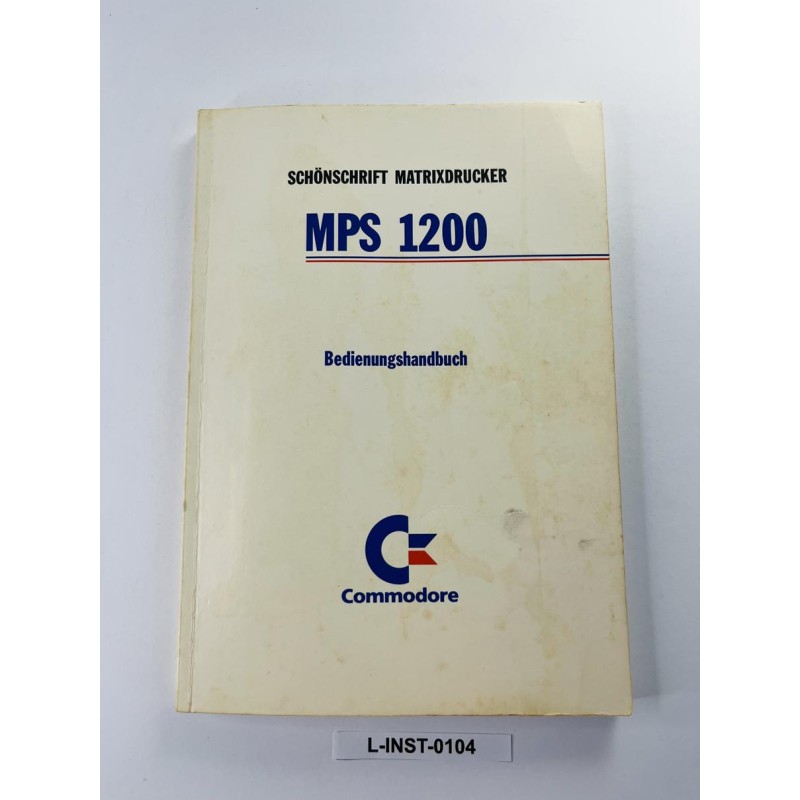 SCHÖNSCHRIFT MATRIXDRUCKER
MPS 1200
Bedienungshandbuch
Commodore
L-INST-0104